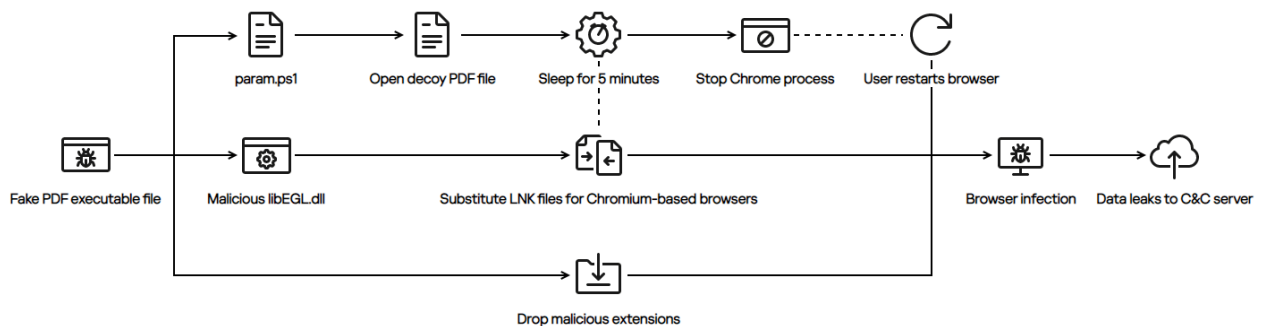 param.ps1
Open decoy PDF file
Sleep for 5 minutes
Stop Chrome process
User restarts browser
Fake PDF executable file
Malicious libEGL.dll
Substitute LNK files for Chromium-based browsers
Browser infection
Data leaks to C&C server
Drop malicious extensions